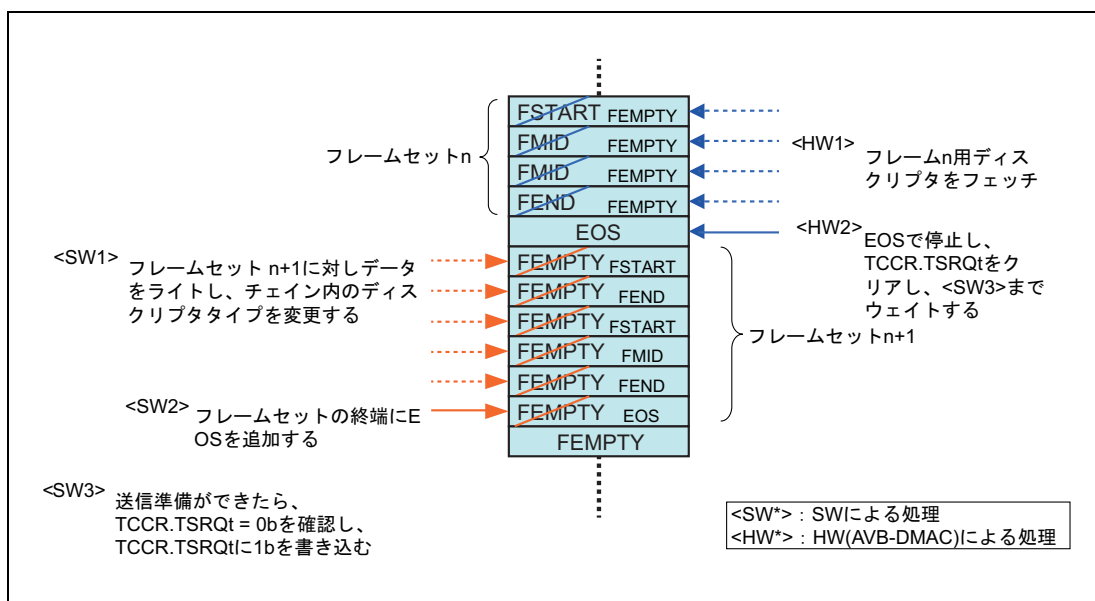 FSTART FEMPTY
FMID FEMPTY
FMID FEMPTY
FEND FEMPTY
EOS
FEMPTY FSTART
FEMPTY FEND
FEMPTY FSTART
FEMPTY FMID
FEMPTY FEND
FEMPTY EOS
FEMPTY
フレームセットn
<HW1>
フレームn用ディス
クリプタをフェッチ
<HW2>
EOSで停止し、
TCCR.TSRQtをク
リアし、<SW3>まで
ウェイトする
フレームセットn+1
<SW1>
フレームセット n+1に対しデータ
をライトし、チェイン内のディス
クリプタタイプを変更する
<SW2>
フレームセットの終端にE
OSを追加する
<SW3>
送信準備ができたら、
TCCR.TSRQt = 0bを確認し、
TCCR.TSRQtに1bを書き込む
<SW*>：SWによる処理
<HW*>：HW(AVB-DMAC)による処理